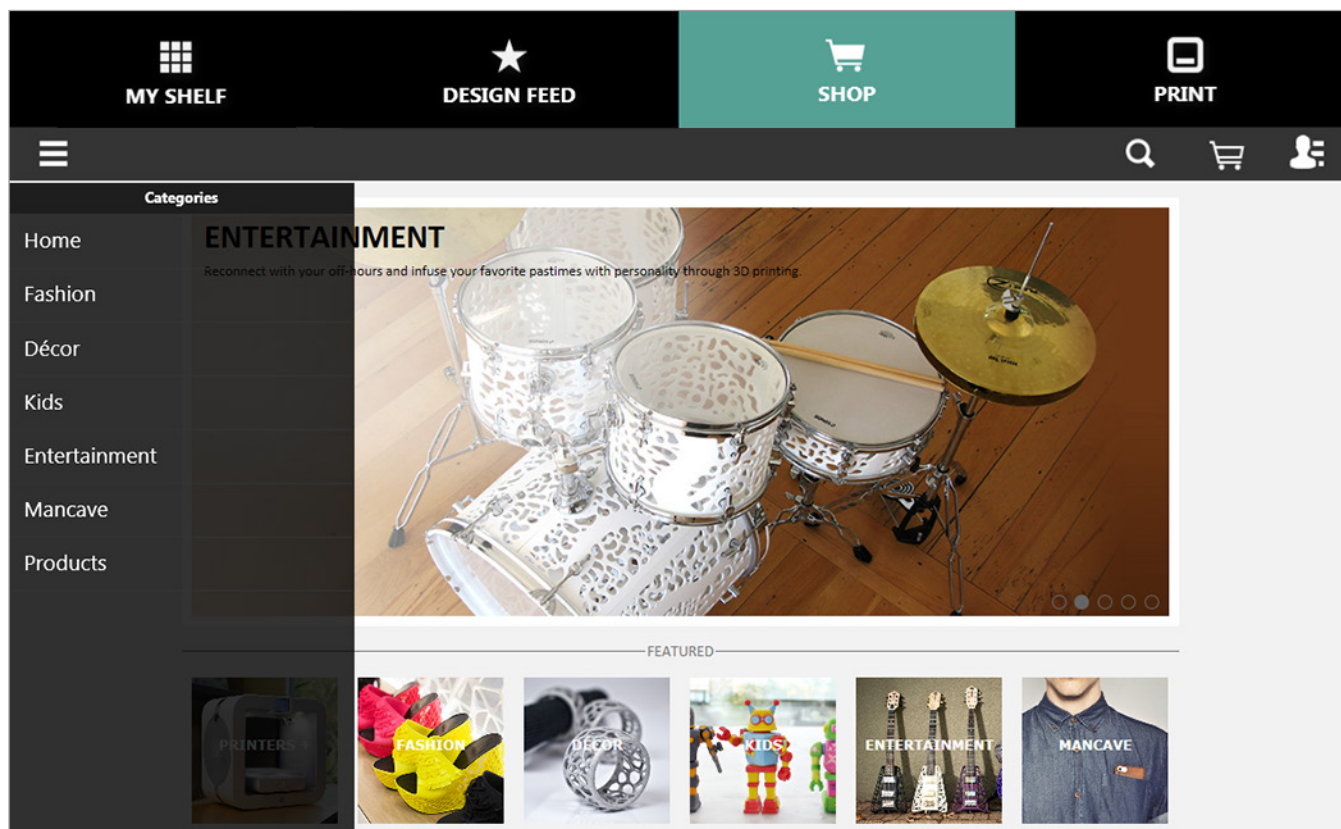 MY SHELF
DESIGN FEED
SHOP
PRINT
Categories
Home
Fashion
Décor
Kids
Entertainment
Mancave
Products
ENTERTAINMENT
Reconnect with your off-hours and infuse your favorite pastimes with personality through 3D printing.
FEATURED
PRINTERS
FASHION
DÉCOR
KIDS
ENTERTAINMENT
MANCAVE